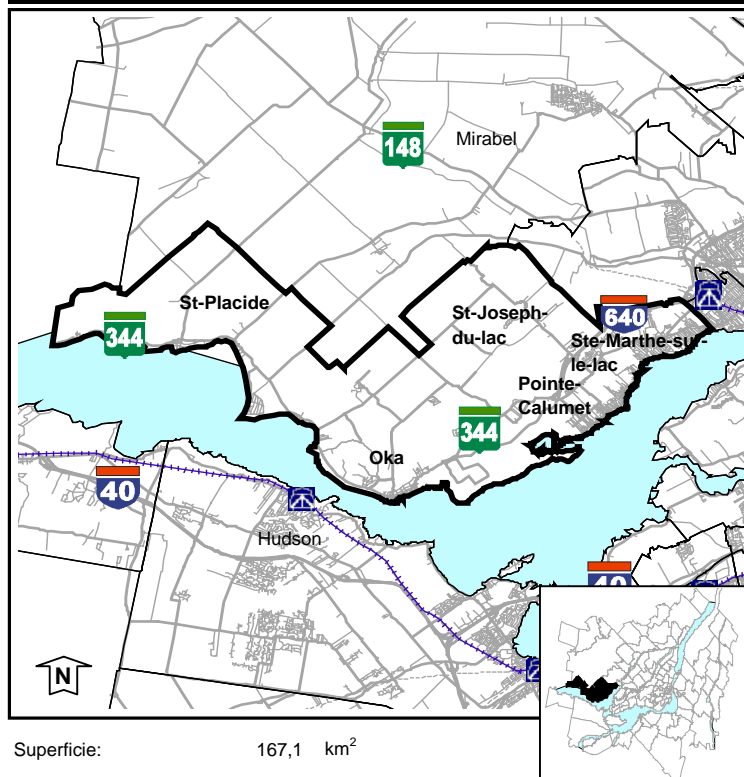 148
Mirabel
St-Placide
344
St-Joseph-
du-lac
640
Ste-Marthe-sur-
le-lac
Pointe-
Calumet
344
Oka
40
Hudson
40
N
Superficie: 167,1 km²